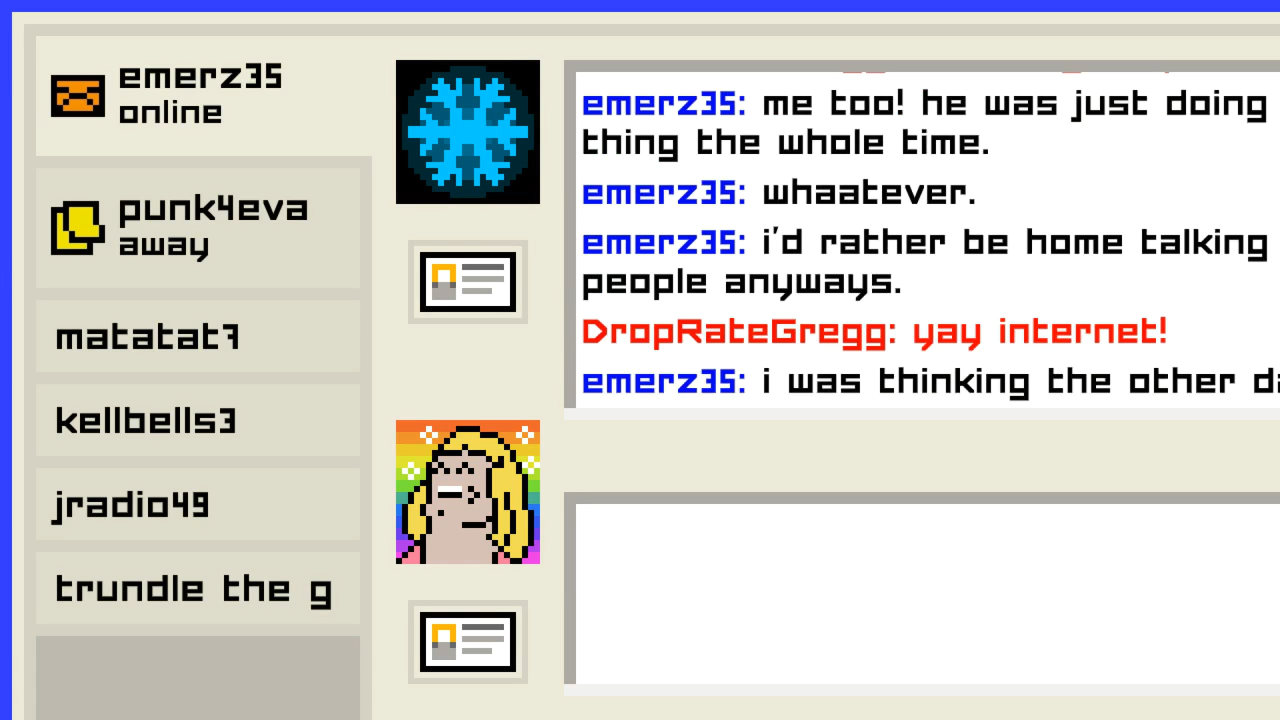 emerz35
online
punk4eva
away
matatat7
kellbells3
jradio49
trundle the g
emerz35: me too! he was just doing
thing the whole time.
emerz35: whaatever.
emerz35: i'd rather be home talking
people anyways.
DropRateGregg: yay internet!
emerz35: i was thinking the other